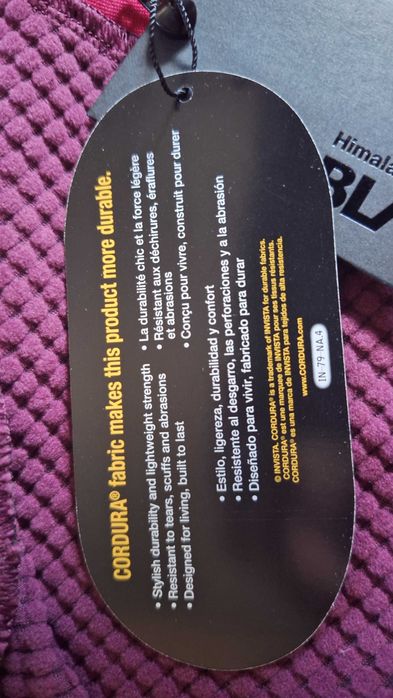 CORDURA® fabric makes this product more durable.
• Stylish durability and lightweight strength
• Resistant to tears, scuffs and abrasions
• Designed for living, built to last
• La durabilité chic et la force légère
• Résistant aux déchirures, éraflures
et abrasions
• Conçu pour vivre, construit pour durer
• Estilo, ligereza, durabilidad y confort
• Resistente al desgarro, las perforaciones y a la abrasión
• Diseñado para vivir, fabricado para durar
© INVISTA. CORDURA® is a trademark of INVISTA for durable fabrics.
CORDURA® est une marque de INVISTA pour ses tissus résistants.
CORDURA® es una marca de INVISTA para tejidos de alta resistencia.
www.CORDURA.com
IN-79-NA.4
Himala
BLA